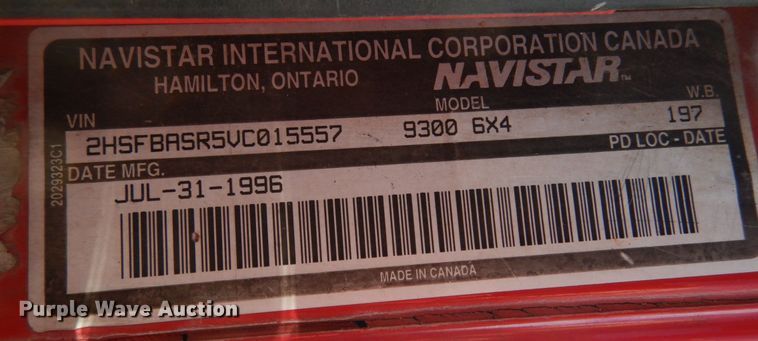 NAVISTAR INTERNATIONAL CORPORATION CANADA
HAMILTON, ONTARIO NAVISTAR™
VIN MODEL W.B.
2HSFBASR5VC015557 9300 6X4 197
DATE MFG. PD LOC - DATE
JUL-31-1996
2029323C1
MADE IN CANADA
Purple Wave Auction